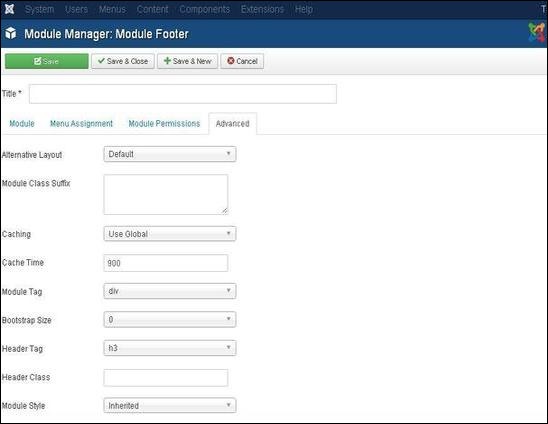 System Users Menus Content Components Extensions Help T
Module Manager: Module Footer
Save Save & Close Save & New Cancel
Title *
Module Menu Assignment Module Permissions Advanced
Alternative Layout Default
Module Class Suffix
Caching Use Global
Cache Time 900
Module Tag div
Bootstrap Size 0
Header Tag h3
Header Class
Module Style Inherited